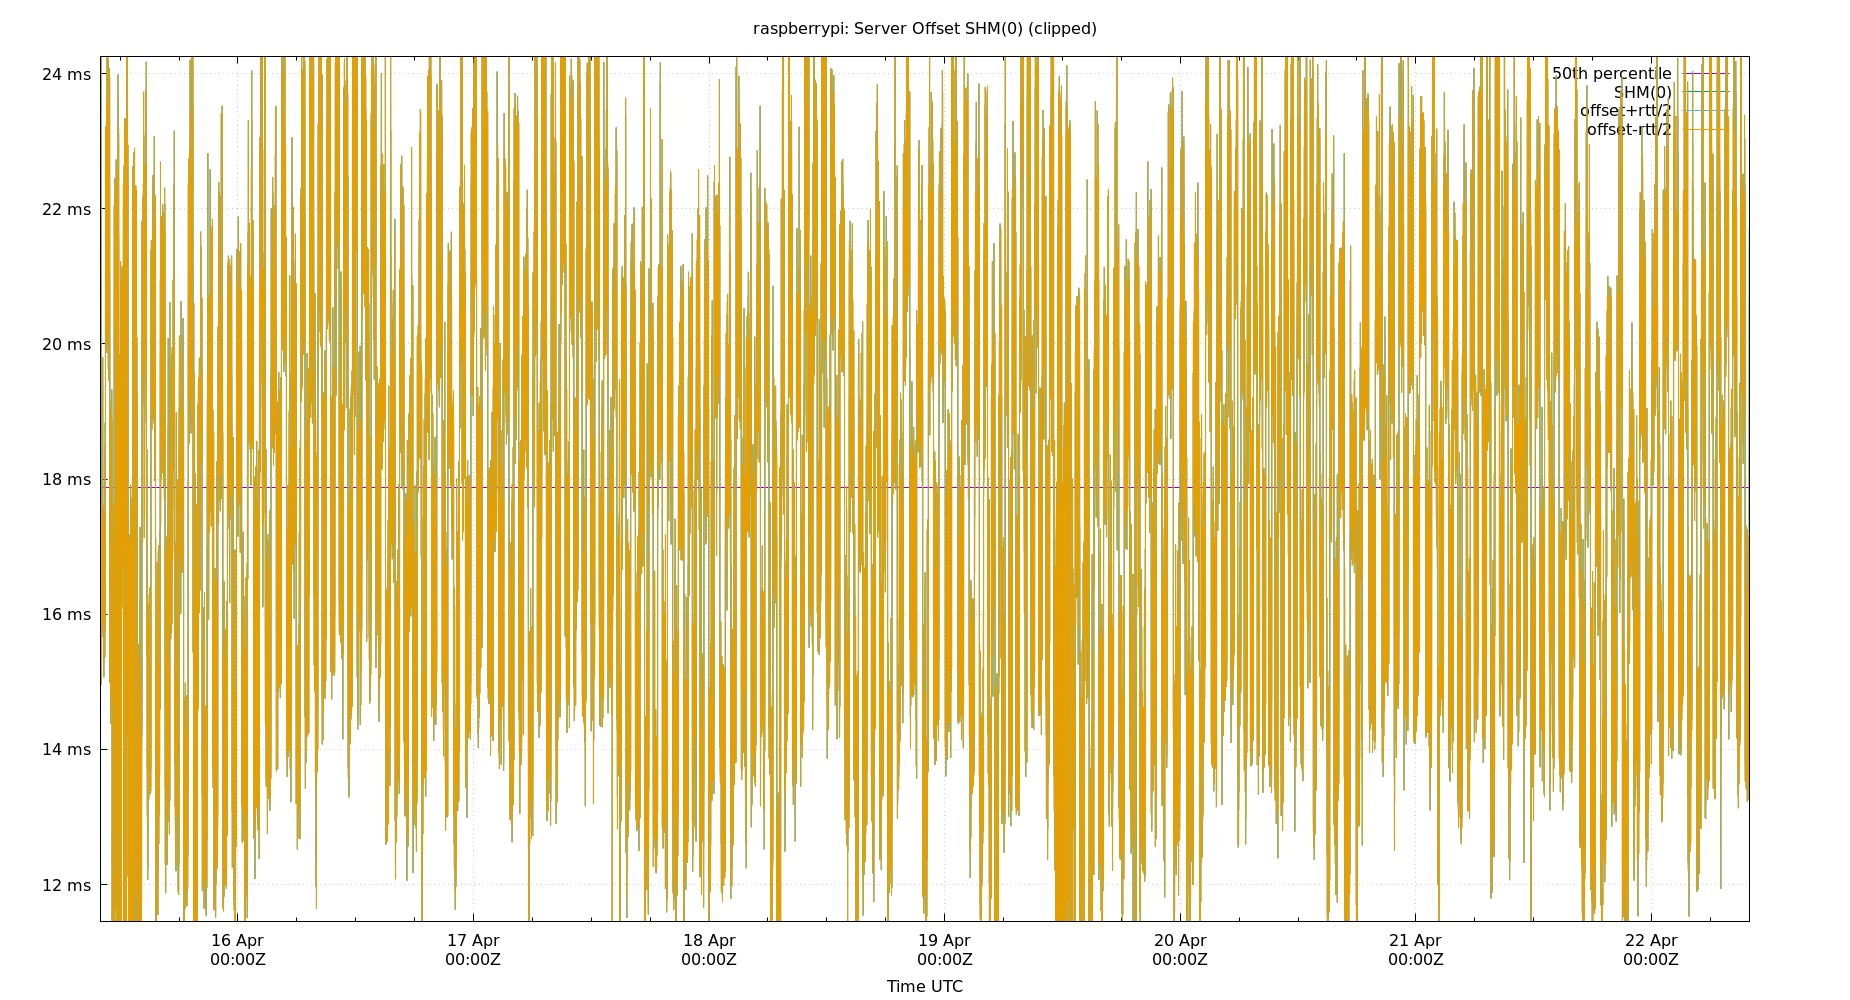 raspberrypi: Server Offset SHM(0) (clipped)
50th percentile
SHM(0)
offset+rtt/2
offset-rtt/2
24 ms
22 ms
20 ms
18 ms
16 ms
14 ms
12 ms
16 Apr 17 Apr 18 Apr 19 Apr 20 Apr 21 Apr 22 Apr
00:00Z 00:00Z 00:00Z 00:00Z 00:00Z 00:00Z 00:00Z
Time UTC